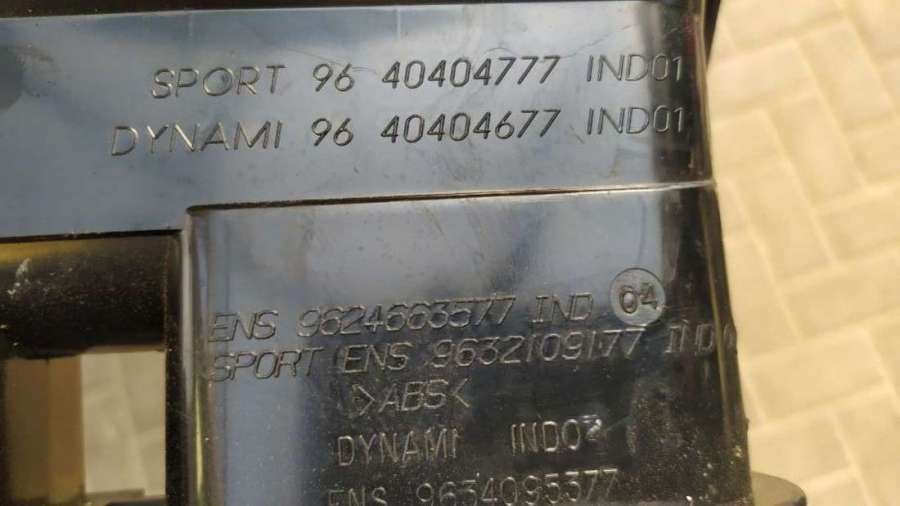 SPORT 96 40404777 IND01
DYNAMI 96 40404677 IND01
ENS 9624663577 IND 04
SPORT ENS 9632109177 IND
>ABS<
DYNAMI
ENS 9634095377